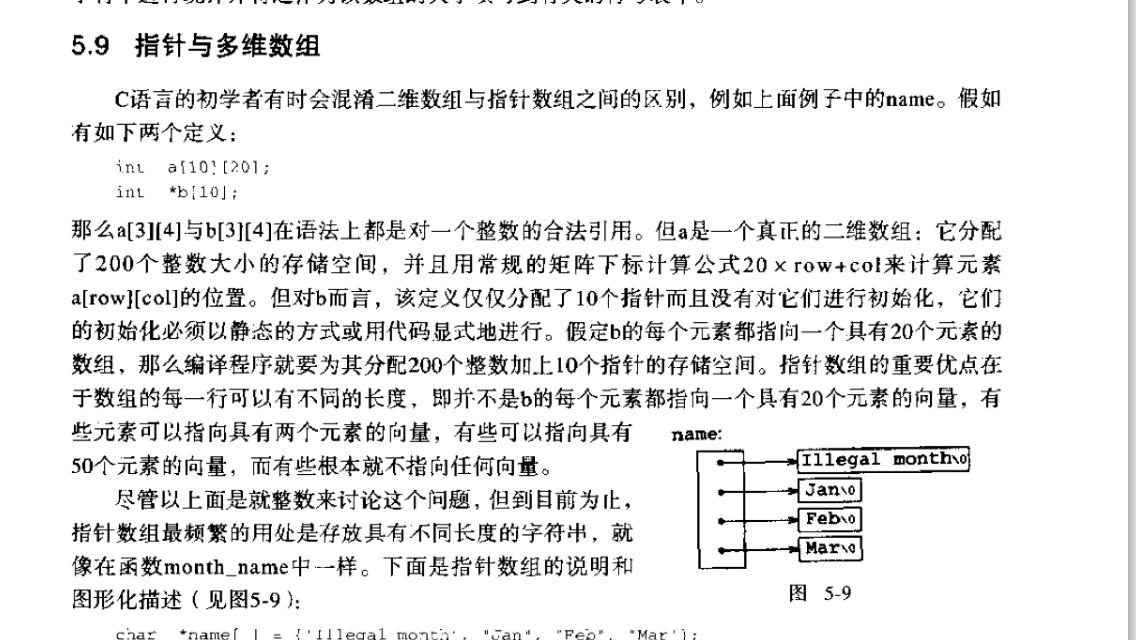 5.9 指针与多维数组
C语言的初学者有时会混淆二维数组与指针数组之间的区别，例如上面例子中的name。假如
有如下两个定义：
int a[10][20];
int *b[10];
那么a[3][4]与b[3][4]在语法上都是对一个整数的合法引用。但a是一个真正的二维数组：它分配
了200个整数大小的存储空间，并且用常规的矩阵下标计算公式20 × row+col来计算元素
a[row][col]的位置。但对b而言，该定义仅仅分配了10个指针而且没有对它们进行初始化，它们
的初始化必须以静态的方式或用代码显式地进行。假定b的每个元素都指向一个具有20个元素的
数组，那么编译程序就要为其分配200个整数加上10个指针的存储空间。指针数组的重要优点在
于数组的每一行可以有不同的长度，即并不是b的每个元素都指向一个具有20个元素的向量，有
些元素可以指向具有两个元素的向量，有些可以指向具有
50个元素的向量，而有些根本就不指向任何向量。
尽管以上面是就整数来讨论这个问题，但到目前为止，
指针数组最频繁的用处是存放具有不同长度的字符串，就
像在函数month_name中一样。下面是指针数组的说明和
图形化描述（见图5-9）：
name:
Illegal month\0
Jan\0
Feb\0
Mar\0
图 5-9
char *name[ ] = {'Illegal month', "Jan", "Feb", "Mar"};